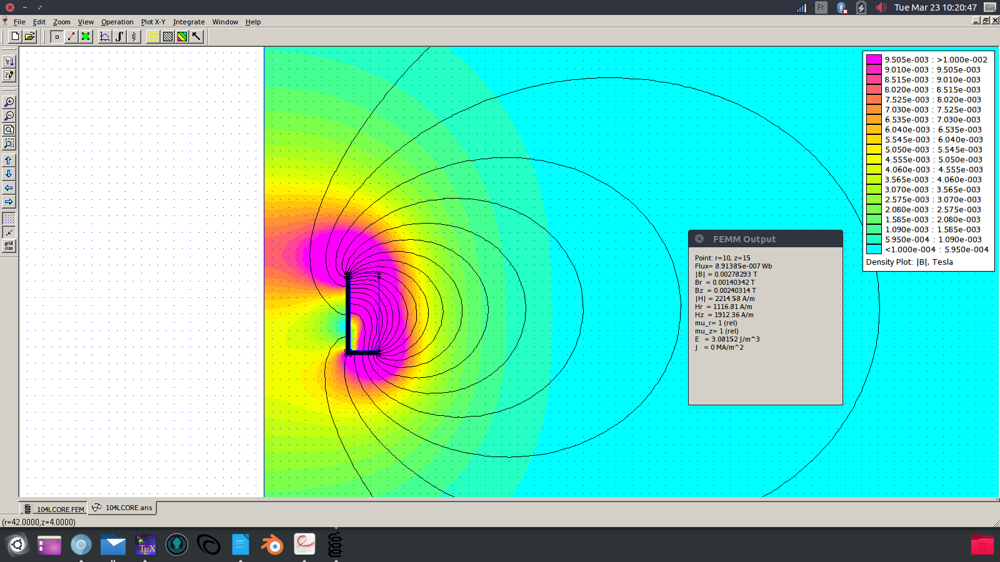 Fr
Tue Mar 23 10:20:47
File Edit Zoom View Operation Plot X-Y Integrate Window Help
grid
size
9.505e-003 : >1.000e-002
9.010e-003 : 9.505e-003
8.515e-003 : 9.010e-003
8.020e-003 : 8.515e-003
7.525e-003 : 8.020e-003
7.030e-003 : 7.525e-003
6.535e-003 : 7.030e-003
6.040e-003 : 6.535e-003
5.545e-003 : 6.040e-003
5.050e-003 : 5.545e-003
4.555e-003 : 5.050e-003
4.060e-003 : 4.555e-003
3.565e-003 : 4.060e-003
3.070e-003 : 3.565e-003
2.575e-003 : 3.070e-003
2.080e-003 : 2.575e-003
1.585e-003 : 2.080e-003
1.090e-003 : 1.585e-003
5.950e-004 : 1.090e-003
<1.000e-004 : 5.950e-004
Density Plot: |B|, Tesla
FEMM Output
Point: r=10, z=15
Flux= 8.91385e-007 Wb
|B| = 0.00278293 T
Br = 0.00140342 T
Bz = 0.00240314 T
|H| = 2214.58 A/m
Hr = 1116.81 A/m
Hz = 1912.36 A/m
mu_r= 1 (rel)
mu_z= 1 (rel)
E = 3.08152 J/m^3
J = 0 MA/m^2
104LCORE.FEM
104LCORE.ans
(r=42.0000,z=4.0000)
TEX